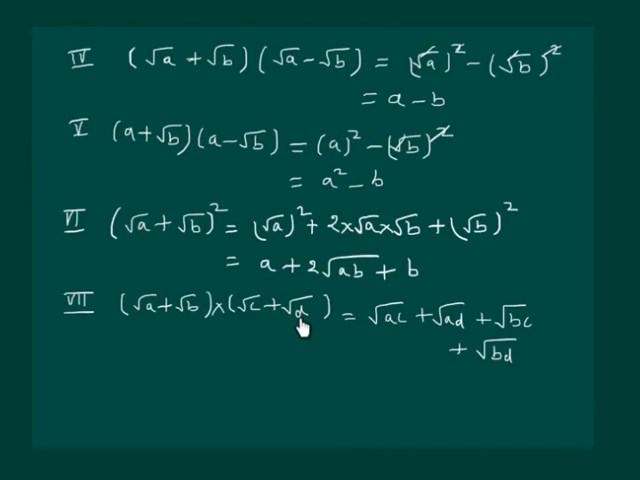 IV (√a + √b)(√a − √b) = (√a)² − (√b)²
= a − b
V (a + √b)(a − √b) = (a)² − (√b)²
= a² − b
VI (√a + √b)² = (√a)² + 2×√a×√b + (√b)²
= a + 2√ab + b
VII (√a + √b)×(√c + √d) = √ac + √ad + √bc
+ √bd